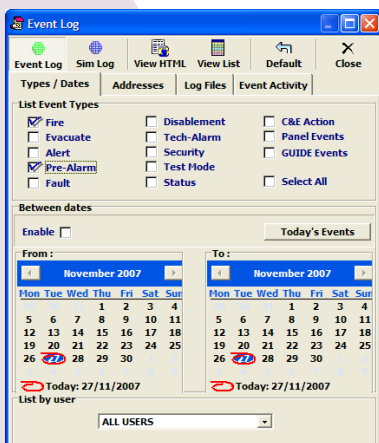 Event Log
Event Log Sim Log View HTML View List Default Close
Types / Dates Addresses Log Files Event Activity
List Event Types
Fire Disablement C&E Action
Evacuate Tech-Alarm Panel Events
Alert Security GUIDE Events
Pre-Alarm Test Mode
Fault Status Select All
Between dates
Enable Today's Events
From : To :
November 2007 November 2007
Mon Tue Wed Thu Fri Sat Sun Mon Tue Wed Thu Fri Sat Sun
1 2 3 4 1 2 3 4
5 6 7 8 9 10 11 5 6 7 8 9 10 11
12 13 14 15 16 17 18 12 13 14 15 16 17 18
19 20 21 22 23 24 25 19 20 21 22 23 24 25
26 27 28 29 30 26 27 28 29 30
Today: 27/11/2007 Today: 27/11/2007
List by user
ALL USERS